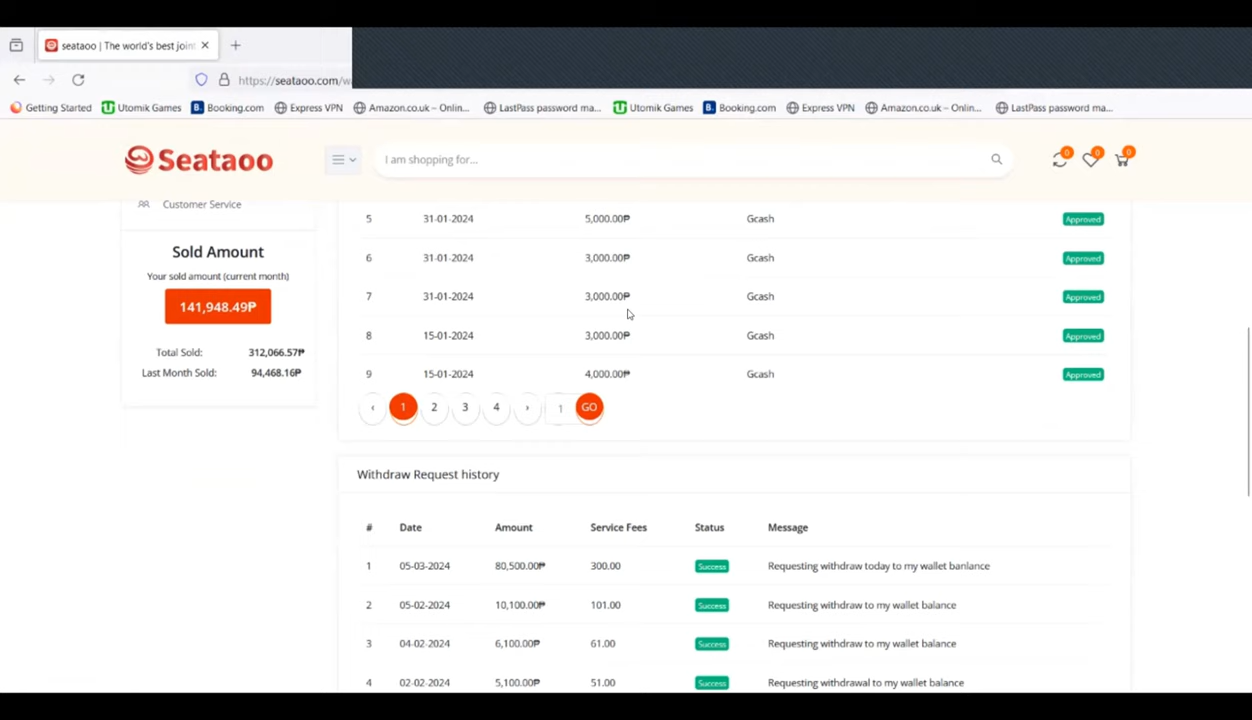 seataoo | The world's best join
https://seataoo.com/w
Getting Started Utomik Games Booking.com Express VPN Amazon.co.uk – Onlin... LastPass password ma... Utomik Games Booking.com Express VPN Amazon.co.uk – Onlin... LastPass password ma...
Seataoo
I am shopping for...
0 0 0
Customer Service
Sold Amount
Your sold amount (current month)
141,948.49₱
Total Sold: 312,066.57₱
Last Month Sold: 94,468.16₱
5 31-01-2024 5,000.00₱ Gcash Approved
6 31-01-2024 3,000.00₱ Gcash Approved
7 31-01-2024 3,000.00₱ Gcash Approved
8 15-01-2024 3,000.00₱ Gcash Approved
9 15-01-2024 4,000.00₱ Gcash Approved
‹ 1 2 3 4 › 1 GO
Withdraw Request history
# Date Amount Service Fees Status Message
1 05-03-2024 80,500.00₱ 300.00 Success Requesting withdraw today to my wallet banlance
2 05-02-2024 10,100.00₱ 101.00 Success Requesting withdraw to my wallet balance
3 04-02-2024 6,100.00₱ 61.00 Success Requesting withdraw to my wallet balance
4 02-02-2024 5,100.00₱ 51.00 Success Requesting withdrawal to my wallet balance